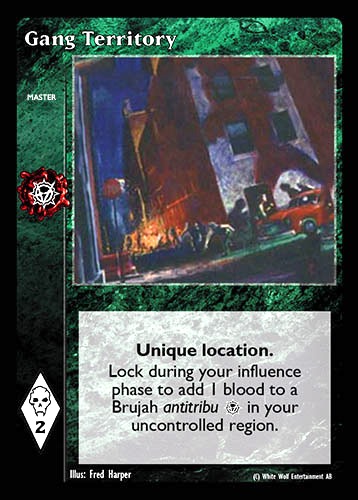 Gang Territory
MASTER
Unique location.
Lock during your influence
phase to add 1 blood to a
Brujah antitribu in your
uncontrolled region.
2
Illus: Fred Harper
(C) White Wolf Entertainment AB